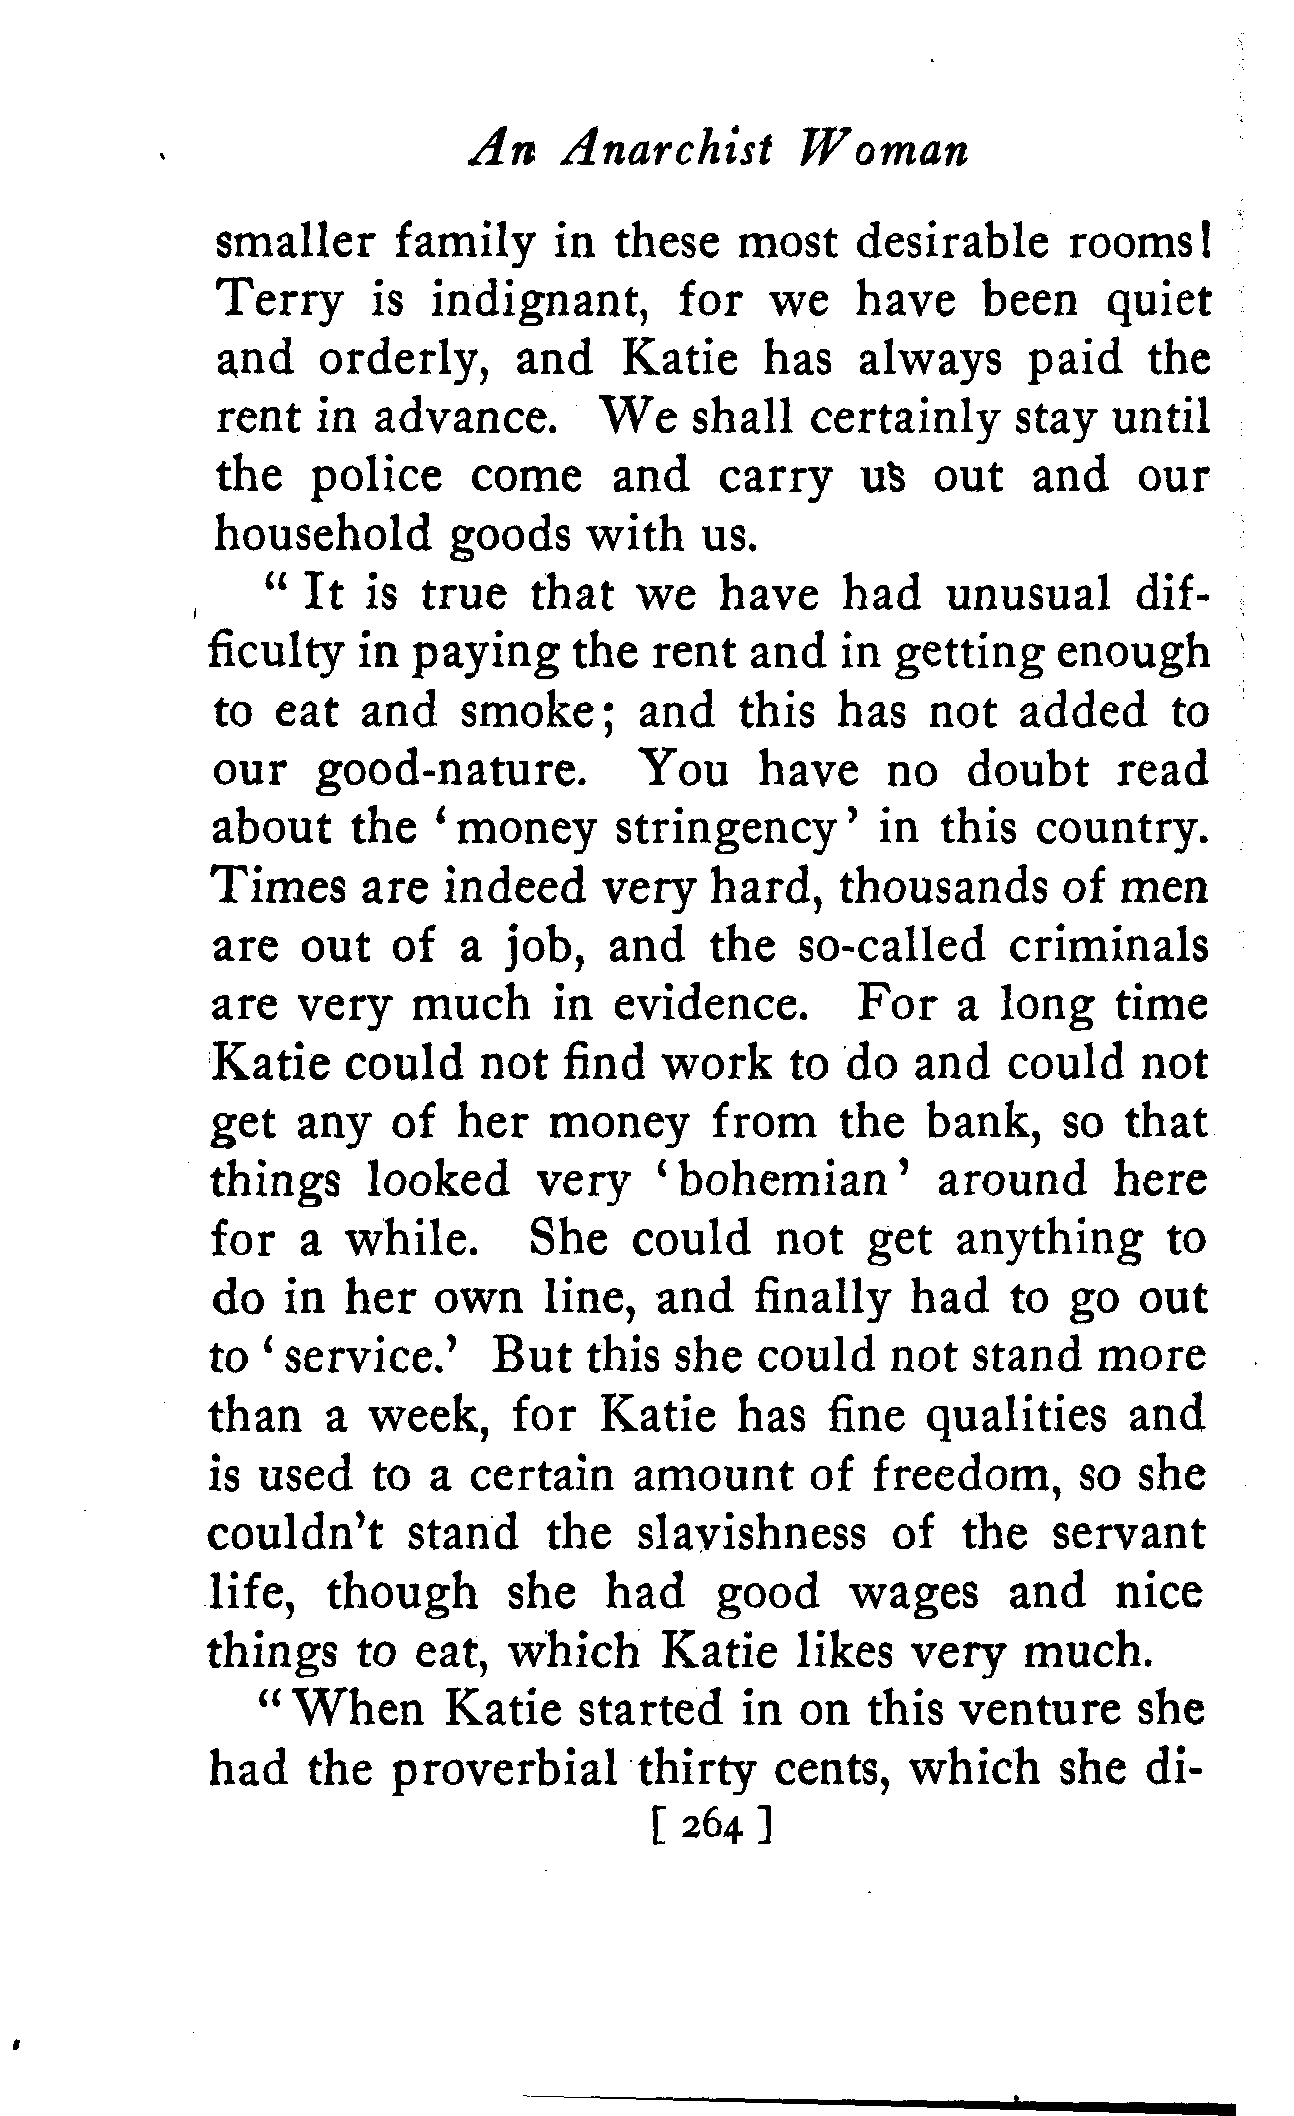 An Anarchist Woman
smaller family in these most desirable rooms!
Terry is indignant, for we have been quiet
and orderly, and Katie has always paid the
rent in advance. We shall certainly stay until
the police come and carry us out and our
household goods with us.
" It is true that we have had unusual dif-
ficulty in paying the rent and in getting enough
to eat and smoke; and this has not added to
our good-nature. You have no doubt read
about the ' money stringency ' in this country.
Times are indeed very hard, thousands of men
are out of a job, and the so-called criminals
are very much in evidence. For a long time
Katie could not find work to do and could not
get any of her money from the bank, so that
things looked very ' bohemian ' around here
for a while. She could not get anything to
do in her own line, and finally had to go out
to ' service.' But this she could not stand more
than a week, for Katie has fine qualities and
is used to a certain amount of freedom, so she
couldn't stand the slavishness of the servant
life, though she had good wages and nice
things to eat, which Katie likes very much.
" When Katie started in on this venture she
had the proverbial thirty cents, which she di-
[ 264 ]